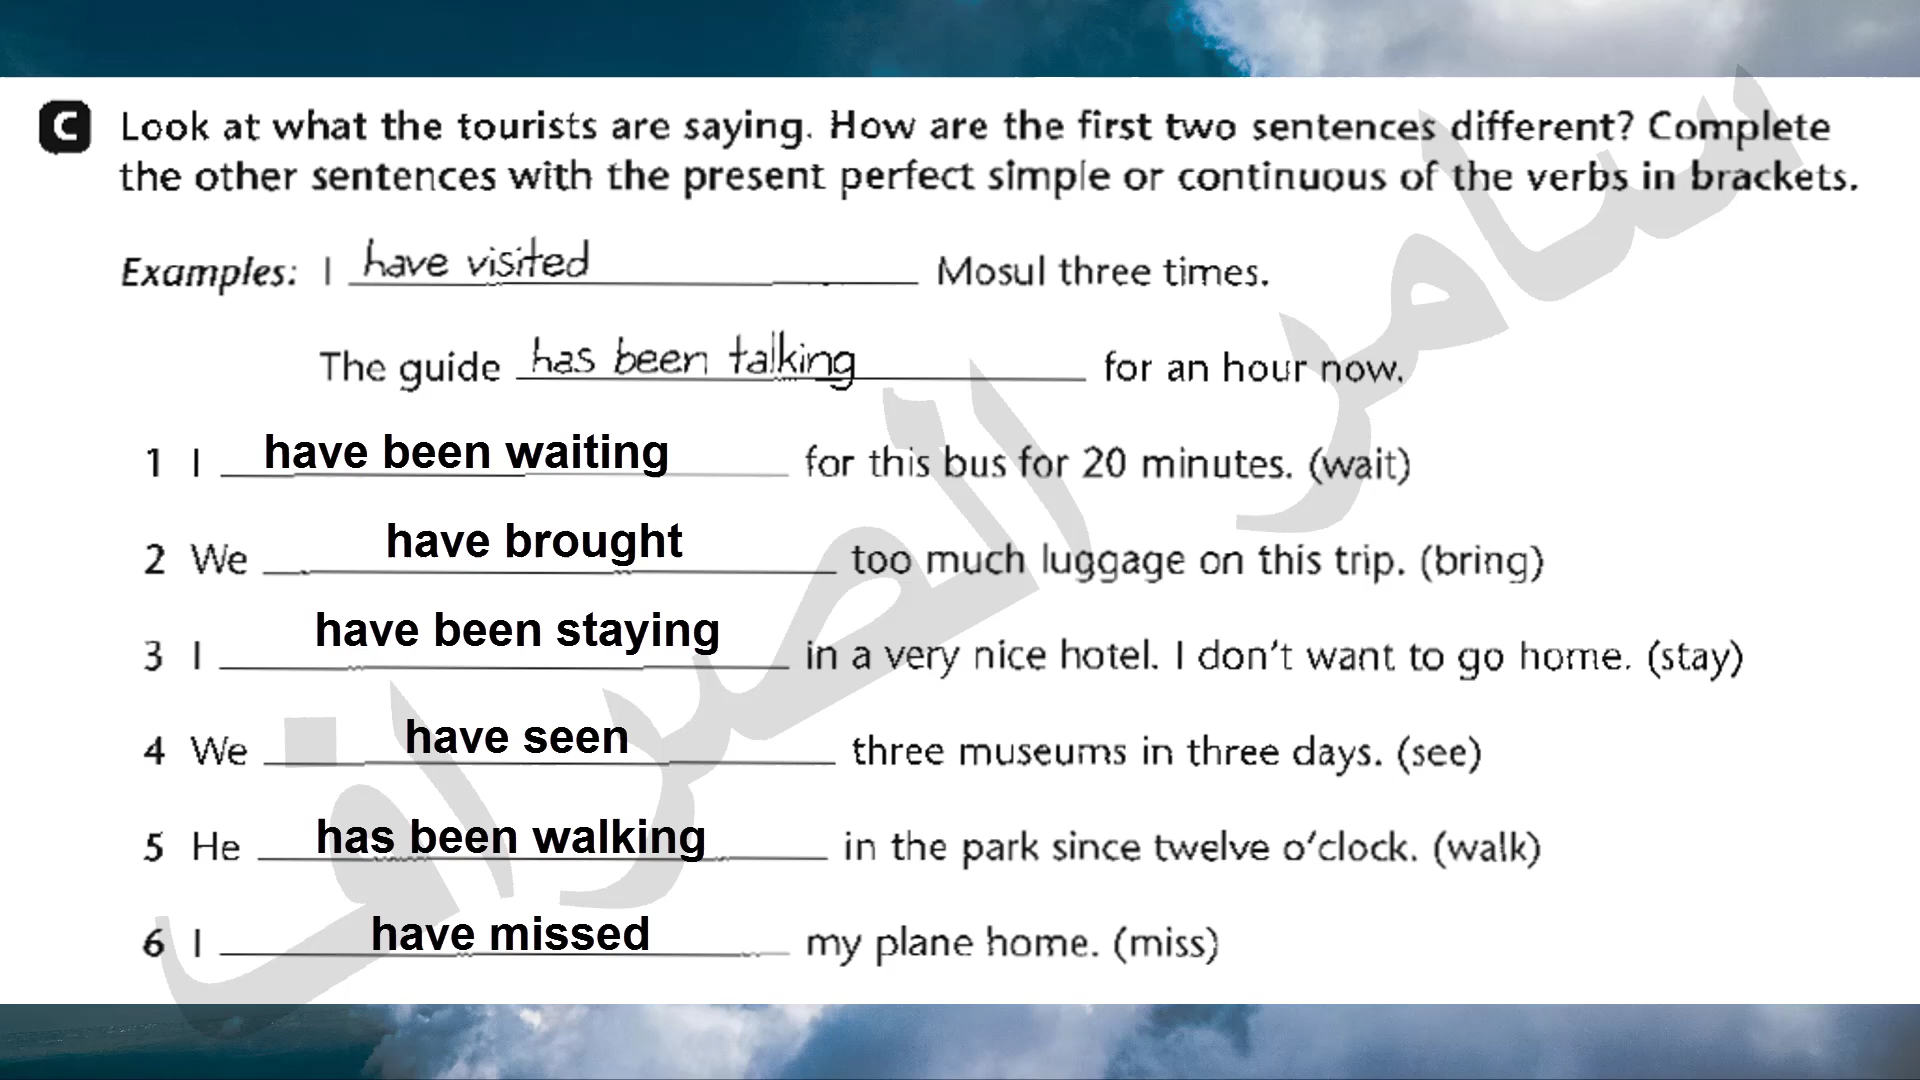 C Look at what the tourists are saying. How are the first two sentences different? Complete
the other sentences with the present perfect simple or continuous of the verbs in brackets.
Examples: I have visited Mosul three times.
The guide has been talking for an hour now.
1 I have been waiting for this bus for 20 minutes. (wait)
2 We have brought too much luggage on this trip. (bring)
3 I have been staying in a very nice hotel. I don't want to go home. (stay)
4 We have seen three museums in three days. (see)
5 He has been walking in the park since twelve o'clock. (walk)
6 I have missed my plane home. (miss)
سامر الصراف